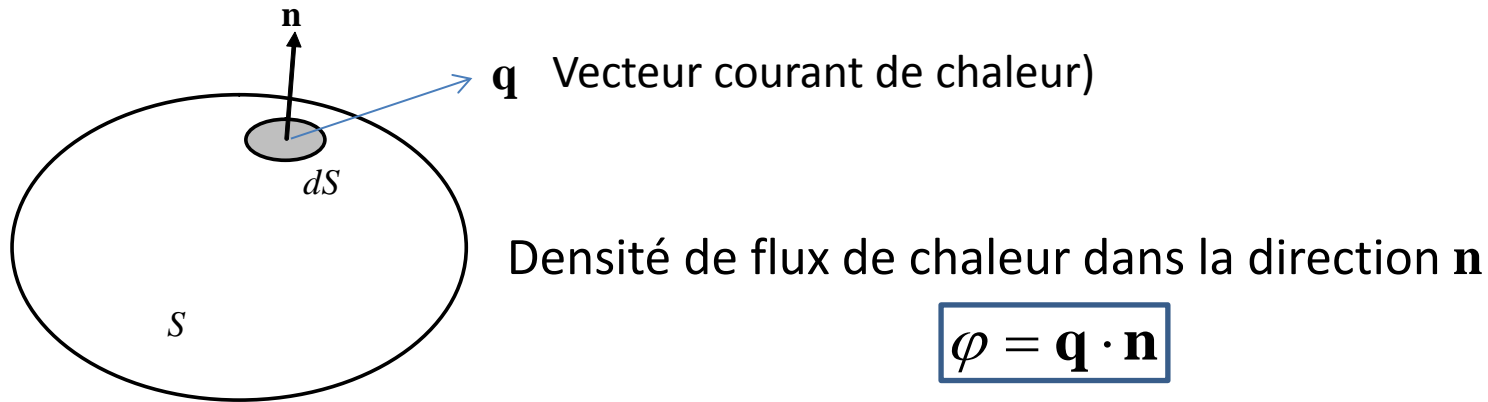 n
q Vecteur courant de chaleur)
dS
Densité de flux de chaleur dans la direction n
S
φ = q · n